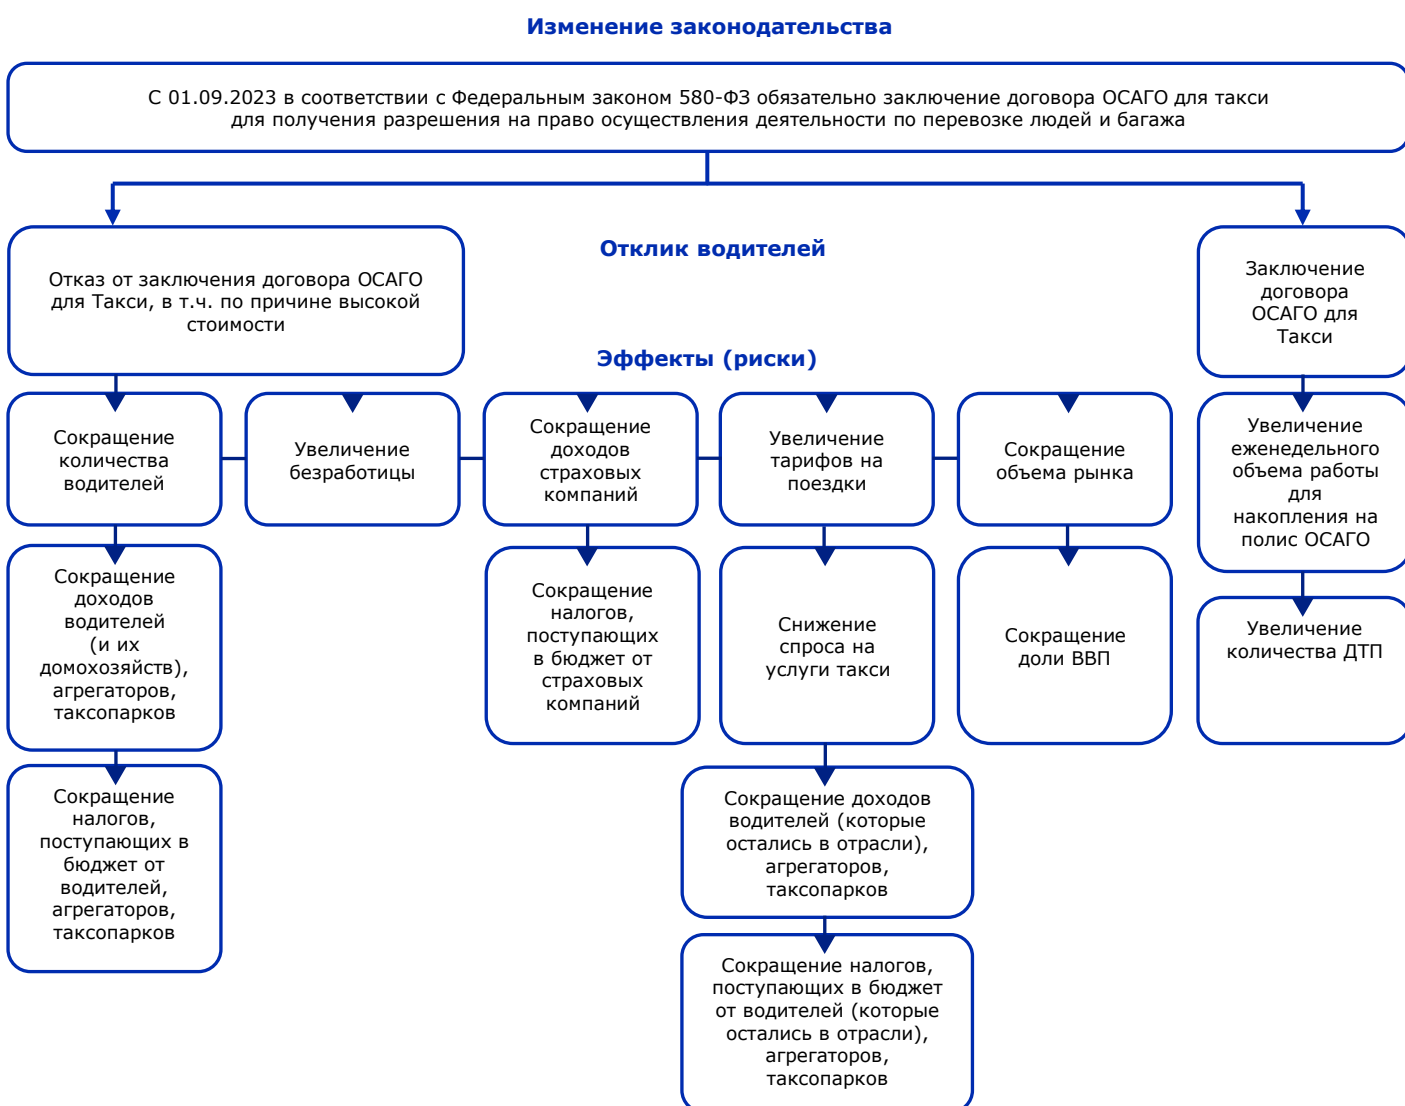 Изменение законодательства
С 01.09.2023 в соответствии с Федеральным законом 580-ФЗ обязательно заключение договора ОСАГО для такси
для получения разрешения на право осуществления деятельности по перевозке людей и багажа
Отклик водителей
Отказ от заключения договора ОСАГО
для Такси, в т.ч. по причине высокой
стоимости
Заключение
договора
ОСАГО для
Такси
Эффекты (риски)
Сокращение
количества
водителей
Увеличение
безработицы
Сокращение
доходов
страховых
компаний
Увеличение
тарифов на
поездки
Сокращение
объема рынка
Увеличение
еженедельного
объема работы
для
накопления на
полис ОСАГО
Сокращение
доходов
водителей
(и их
домохозяйств),
агрегаторов,
таксопарков
Сокращение
налогов,
поступающих
в бюджет от
страховых
компаний
Снижение
спроса на
услуги такси
Сокращение
доли ВВП
Увеличение
количества ДТП
Сокращение
налогов,
поступающих в
бюджет от
водителей,
агрегаторов,
таксопарков
Сокращение доходов
водителей (которые
остались в отрасли),
агрегаторов,
таксопарков
Сокращение налогов,
поступающих в бюджет
от водителей (которые
остались в отрасли),
агрегаторов,
таксопарков